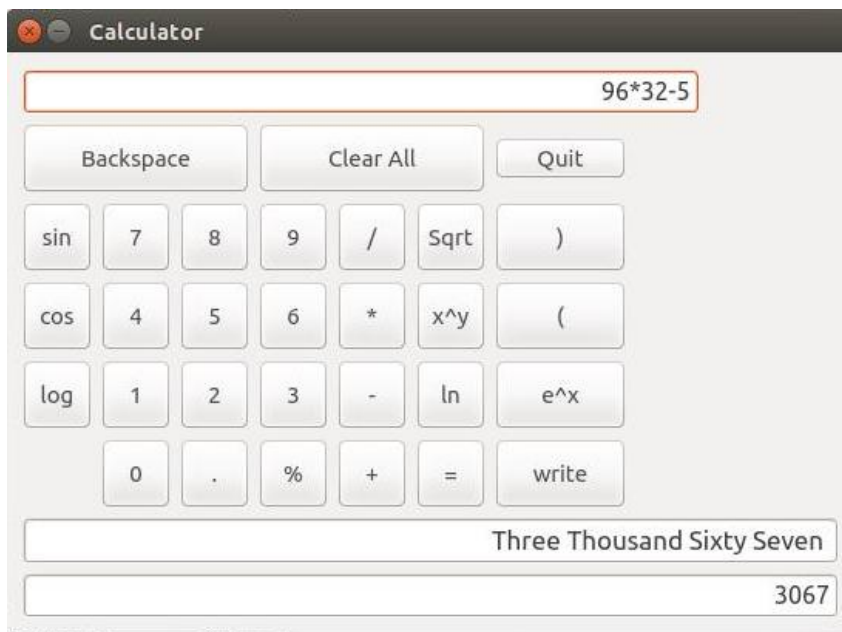 Calculator
96*32-5
Backspace Clear All Quit
sin 7 8 9 / Sqrt )
cos 4 5 6 * x^y (
log 1 2 3 - ln e^x
0 . % + = write
Three Thousand Sixty Seven
3067